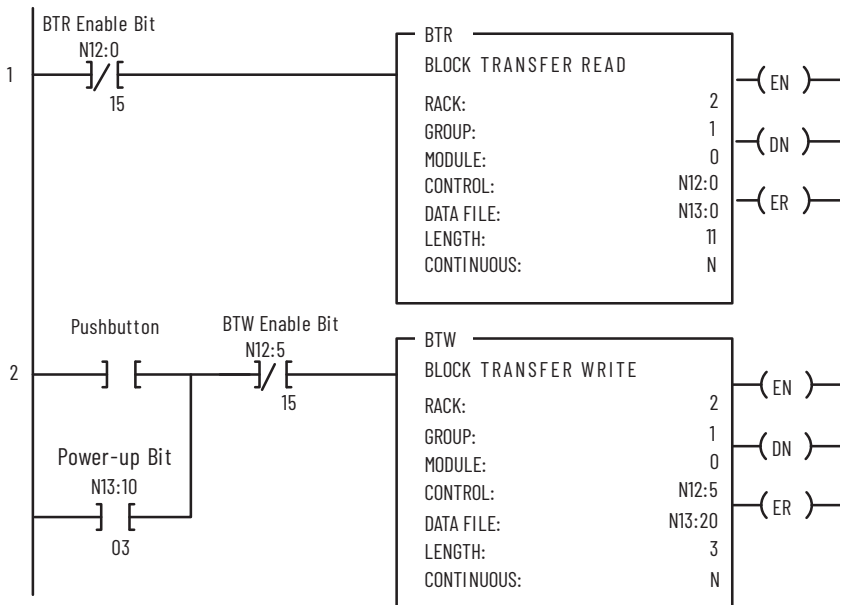 BTR Enable Bit
N12:0
1
15
BTR
BLOCK TRANSFER READ
RACK: 2
GROUP: 1
MODULE: 0
CONTROL: N12:0
DATA FILE: N13:0
LENGTH: 11
CONTINUOUS: N
EN
DN
ER
Pushbutton
BTW Enable Bit
N12:5
2
15
Power-up Bit
N13:10
03
BTW
BLOCK TRANSFER WRITE
RACK: 2
GROUP: 1
MODULE: 0
CONTROL: N12:5
DATA FILE: N13:20
LENGTH: 3
CONTINUOUS: N
EN
DN
ER